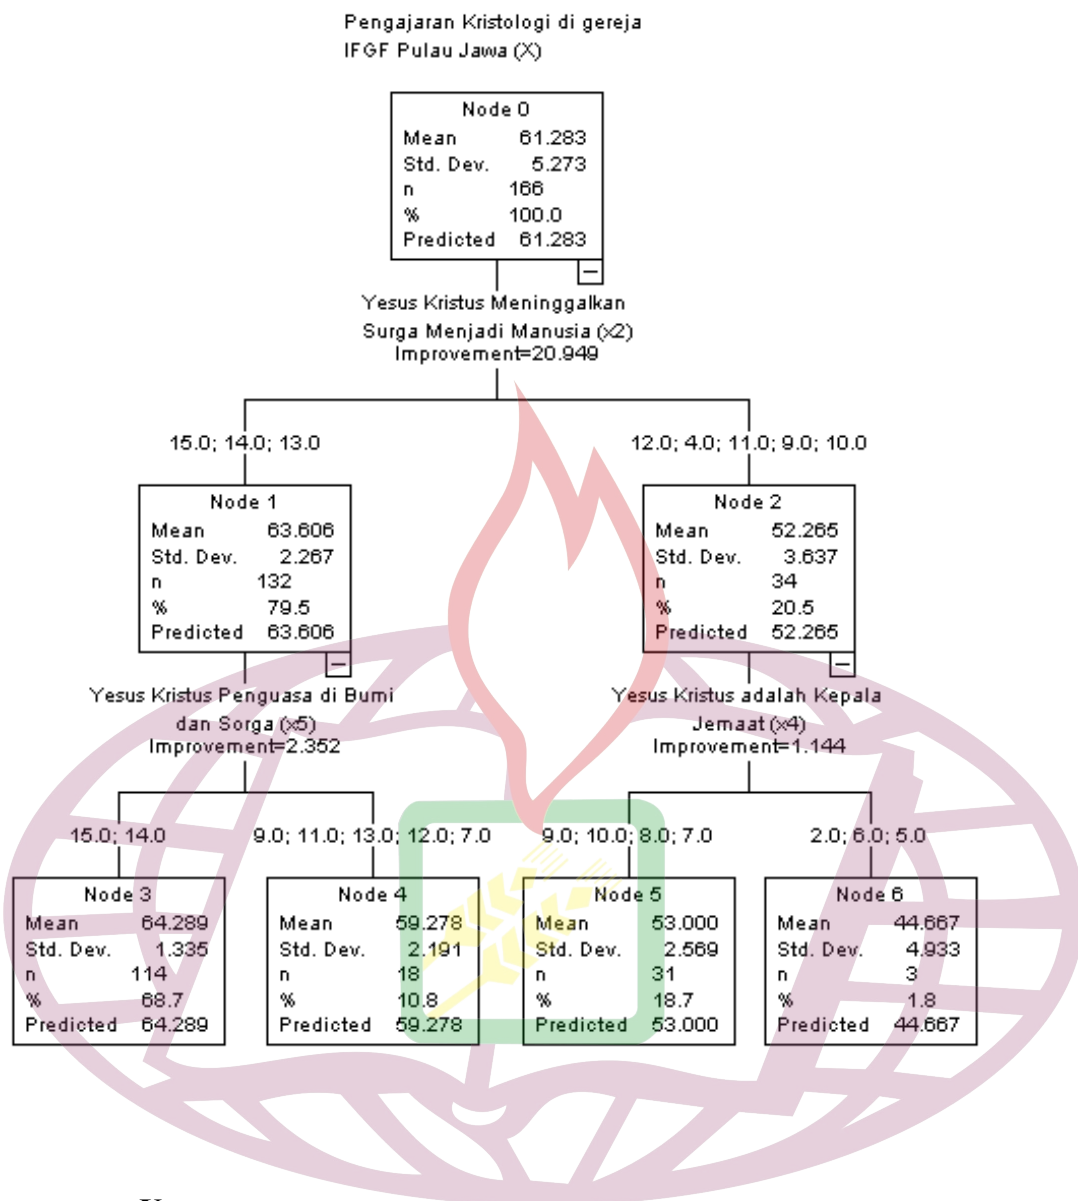 Pengajaran Kristologi di gereja
IFGF Pulau Jawa (X)
Node 0
Mean 61.283
Std. Dev. 5.273
n 166
% 100.0
Predicted 61.283
Yesus Kristus Meninggalkan
Surga Menjadi Manusia (x2)
Improvement=20.949
15.0; 14.0; 13.0
12.0; 4.0; 11.0; 9.0; 10.0
Node 1
Mean 63.606
Std. Dev. 2.267
n 132
% 79.5
Predicted 63.606
Node 2
Mean 52.265
Std. Dev. 3.637
n 34
% 20.5
Predicted 52.265
Yesus Kristus Penguasa di Bumi
dan Sorga (x5)
Improvement=2.352
Yesus Kristus adalah Kepala
Jemaat (x4)
Improvement=1.144
15.0; 14.0
9.0; 11.0; 13.0; 12.0; 7.0
9.0; 10.0; 8.0; 7.0
2.0; 6.0; 5.0
Node 3
Mean 64.289
Std. Dev. 1.335
n 114
% 68.7
Predicted 64.289
Node 4
Mean 59.278
Std. Dev. 2.191
n 18
% 10.8
Predicted 59.278
Node 5
Mean 53.000
Std. Dev. 2.569
n 31
% 18.7
Predicted 53.000
Node 6
Mean 44.667
Std. Dev. 4.933
n 3
% 1.8
Predicted 44.667